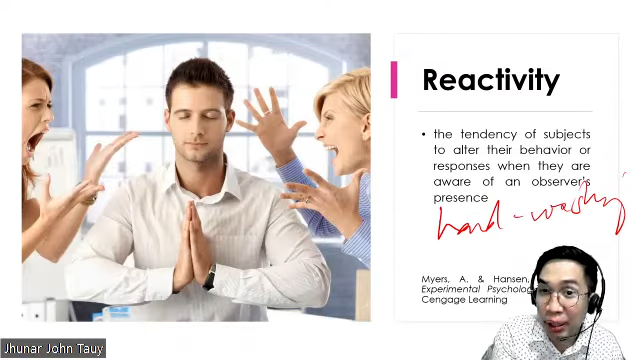 Reactivity
• the tendency of subjects
to alter their behavior or
responses when they are
aware of an observer's
presence
hand-washing
Myers, A. & Hansen,
Experimental Psycholog
Cengage Learning
Jhunar John Tauy